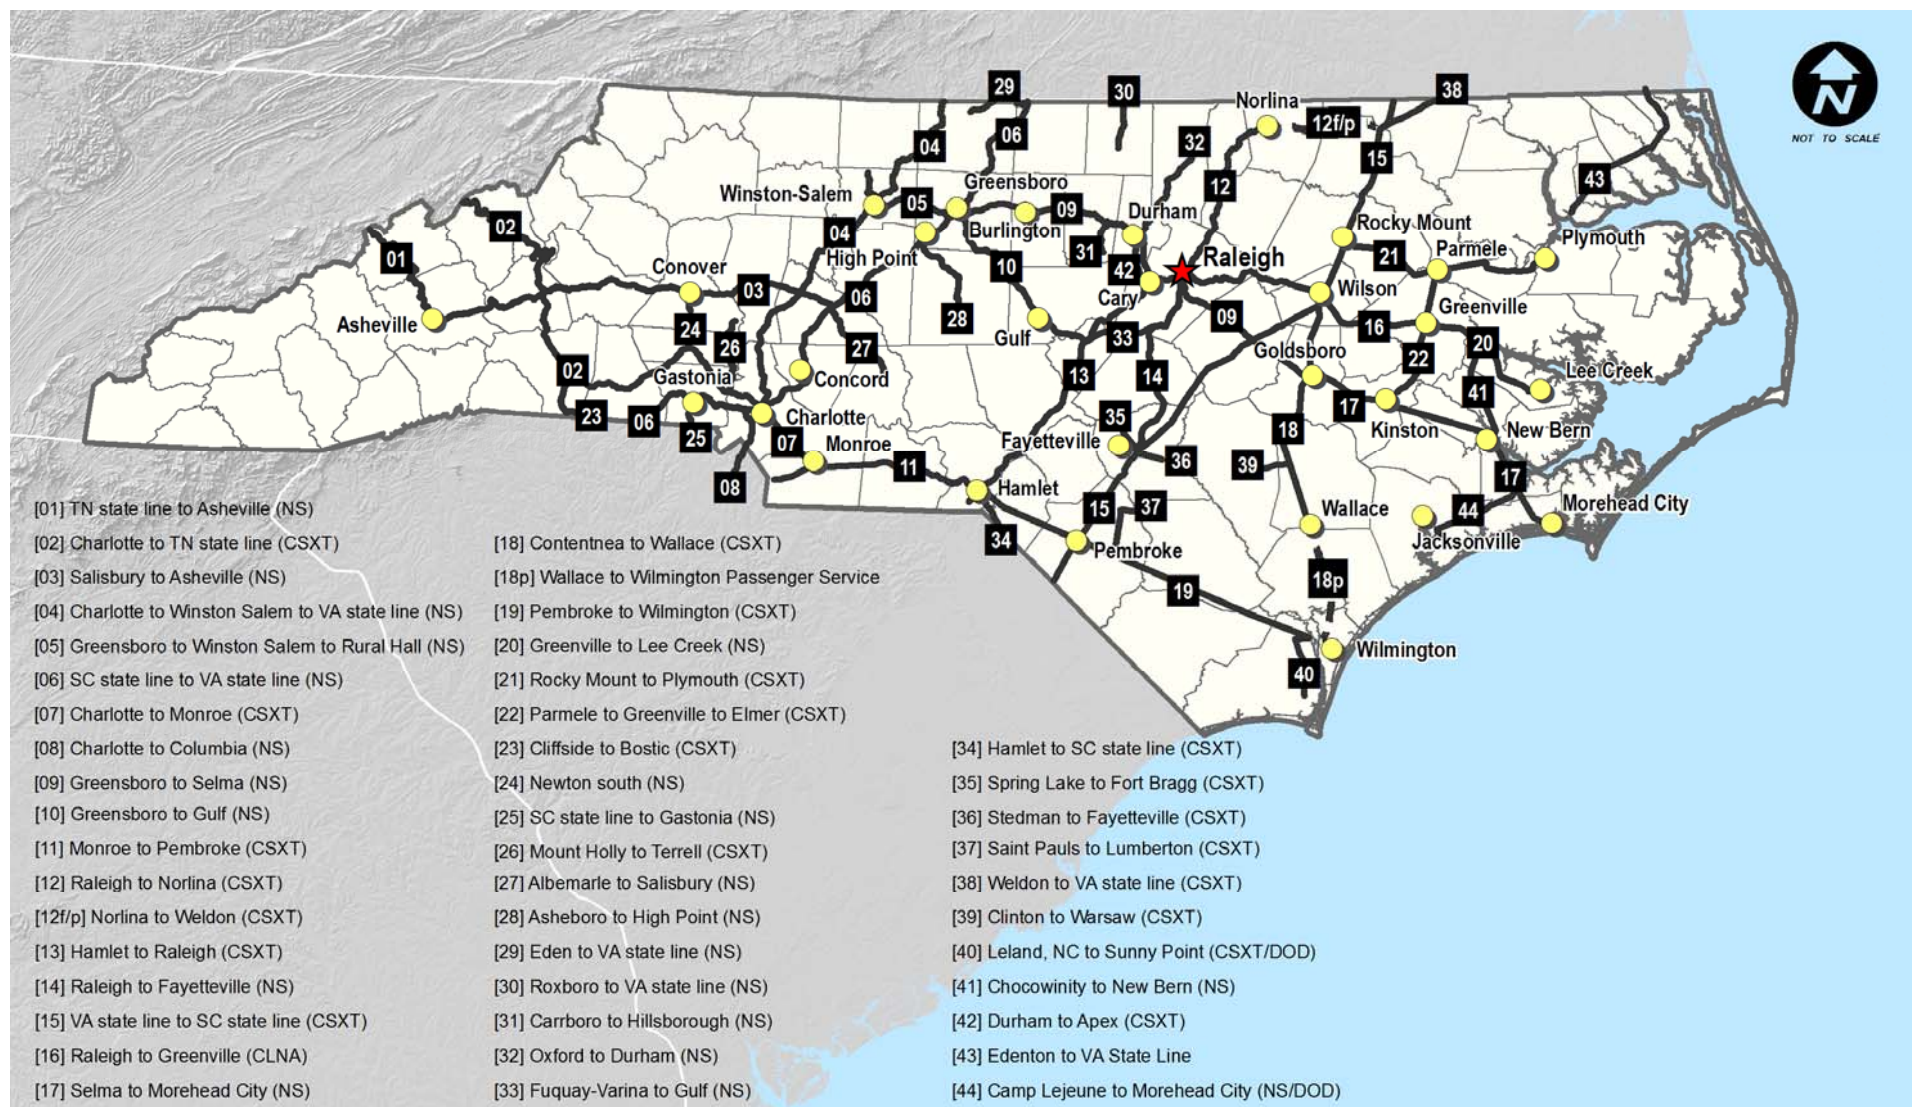 29
30
38
Norlina
12f/p
NOT TO SCALE
04
06
32
15
43
12
Winston-Salem
05
Greensboro
09
Durham
Rocky Mount
02
04
Burlington
31
Parmele
Plymouth
01
High Point
10
42
Raleigh
21
Conover
03
06
Cary
Wilson
Asheville
28
09
Greenville
24
26
27
Gulf
33
16
20
Goldsboro
22
02
Gastonia
Concord
13
14
Lee Creek
41
23
06
25
Charlotte
35
17
Kinston
New Bern
07
Monroe
Fayetteville
18
11
36
39
08
Hamlet
15
37
17
44
Morehead City
Wallace
34
Pembroke
Jacksonville
19
18p
Wilmington
40
[01] TN state line to Asheville (NS)
[02] Charlotte to TN state line (CSXT)
[03] Salisbury to Asheville (NS)
[04] Charlotte to Winston Salem to VA state line (NS)
[05] Greensboro to Winston Salem to Rural Hall (NS)
[06] SC state line to VA state line (NS)
[07] Charlotte to Monroe (CSXT)
[08] Charlotte to Columbia (NS)
[09] Greensboro to Selma (NS)
[10] Greensboro to Gulf (NS)
[11] Monroe to Pembroke (CSXT)
[12] Raleigh to Norlina (CSXT)
[12f/p] Norlina to Weldon (CSXT)
[13] Hamlet to Raleigh (CSXT)
[14] Raleigh to Fayetteville (NS)
[15] VA state line to SC state line (CSXT)
[16] Raleigh to Greenville (CLNA)
[17] Selma to Morehead City (NS)
[18] Contentnea to Wallace (CSXT)
[18p] Wallace to Wilmington Passenger Service
[19] Pembroke to Wilmington (CSXT)
[20] Greenville to Lee Creek (NS)
[21] Rocky Mount to Plymouth (CSXT)
[22] Parmele to Greenville to Elmer (CSXT)
[23] Cliffside to Bostic (CSXT)
[24] Newton south (NS)
[25] SC state line to Gastonia (NS)
[26] Mount Holly to Terrell (CSXT)
[27] Albemarle to Salisbury (NS)
[28] Asheboro to High Point (NS)
[29] Eden to VA state line (NS)
[30] Roxboro to VA state line (NS)
[31] Carrboro to Hillsborough (NS)
[32] Oxford to Durham (NS)
[33] Fuquay-Varina to Gulf (NS)
[34] Hamlet to SC state line (CSXT)
[35] Spring Lake to Fort Bragg (CSXT)
[36] Stedman to Fayetteville (CSXT)
[37] Saint Pauls to Lumberton (CSXT)
[38] Weldon to VA state line (CSXT)
[39] Clinton to Warsaw (CSXT)
[40] Leland, NC to Sunny Point (CSXT/DOD)
[41] Chocowinity to New Bern (NS)
[42] Durham to Apex (CSXT)
[43] Edenton to VA State Line
[44] Camp Lejeune to Morehead City (NS/DOD)
N